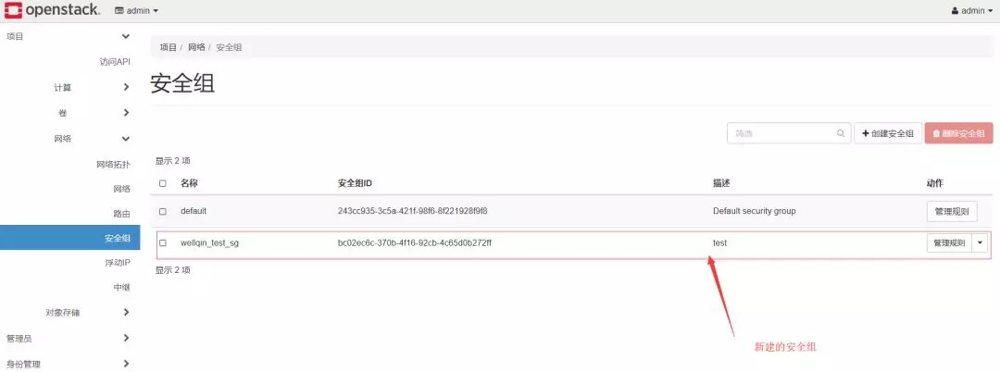 openstack. admin admin
项目
访问API
计算
卷
网络
网络拓扑
网络
路由
安全组
浮动IP
中继
对象存储
管理员
身份管理
项目 / 网络 / 安全组
安全组
筛选 创建安全组 删除安全组
显示 2 项
名称 安全组ID 描述 动作
default 243cc935-3c5a-421f-98f6-8f221928f9f8 Default security group 管理规则
wellqin_test_sg bc02ec6c-370b-4f16-92cb-4c65d0b272ff test 管理规则
显示 2 项
新建的安全组